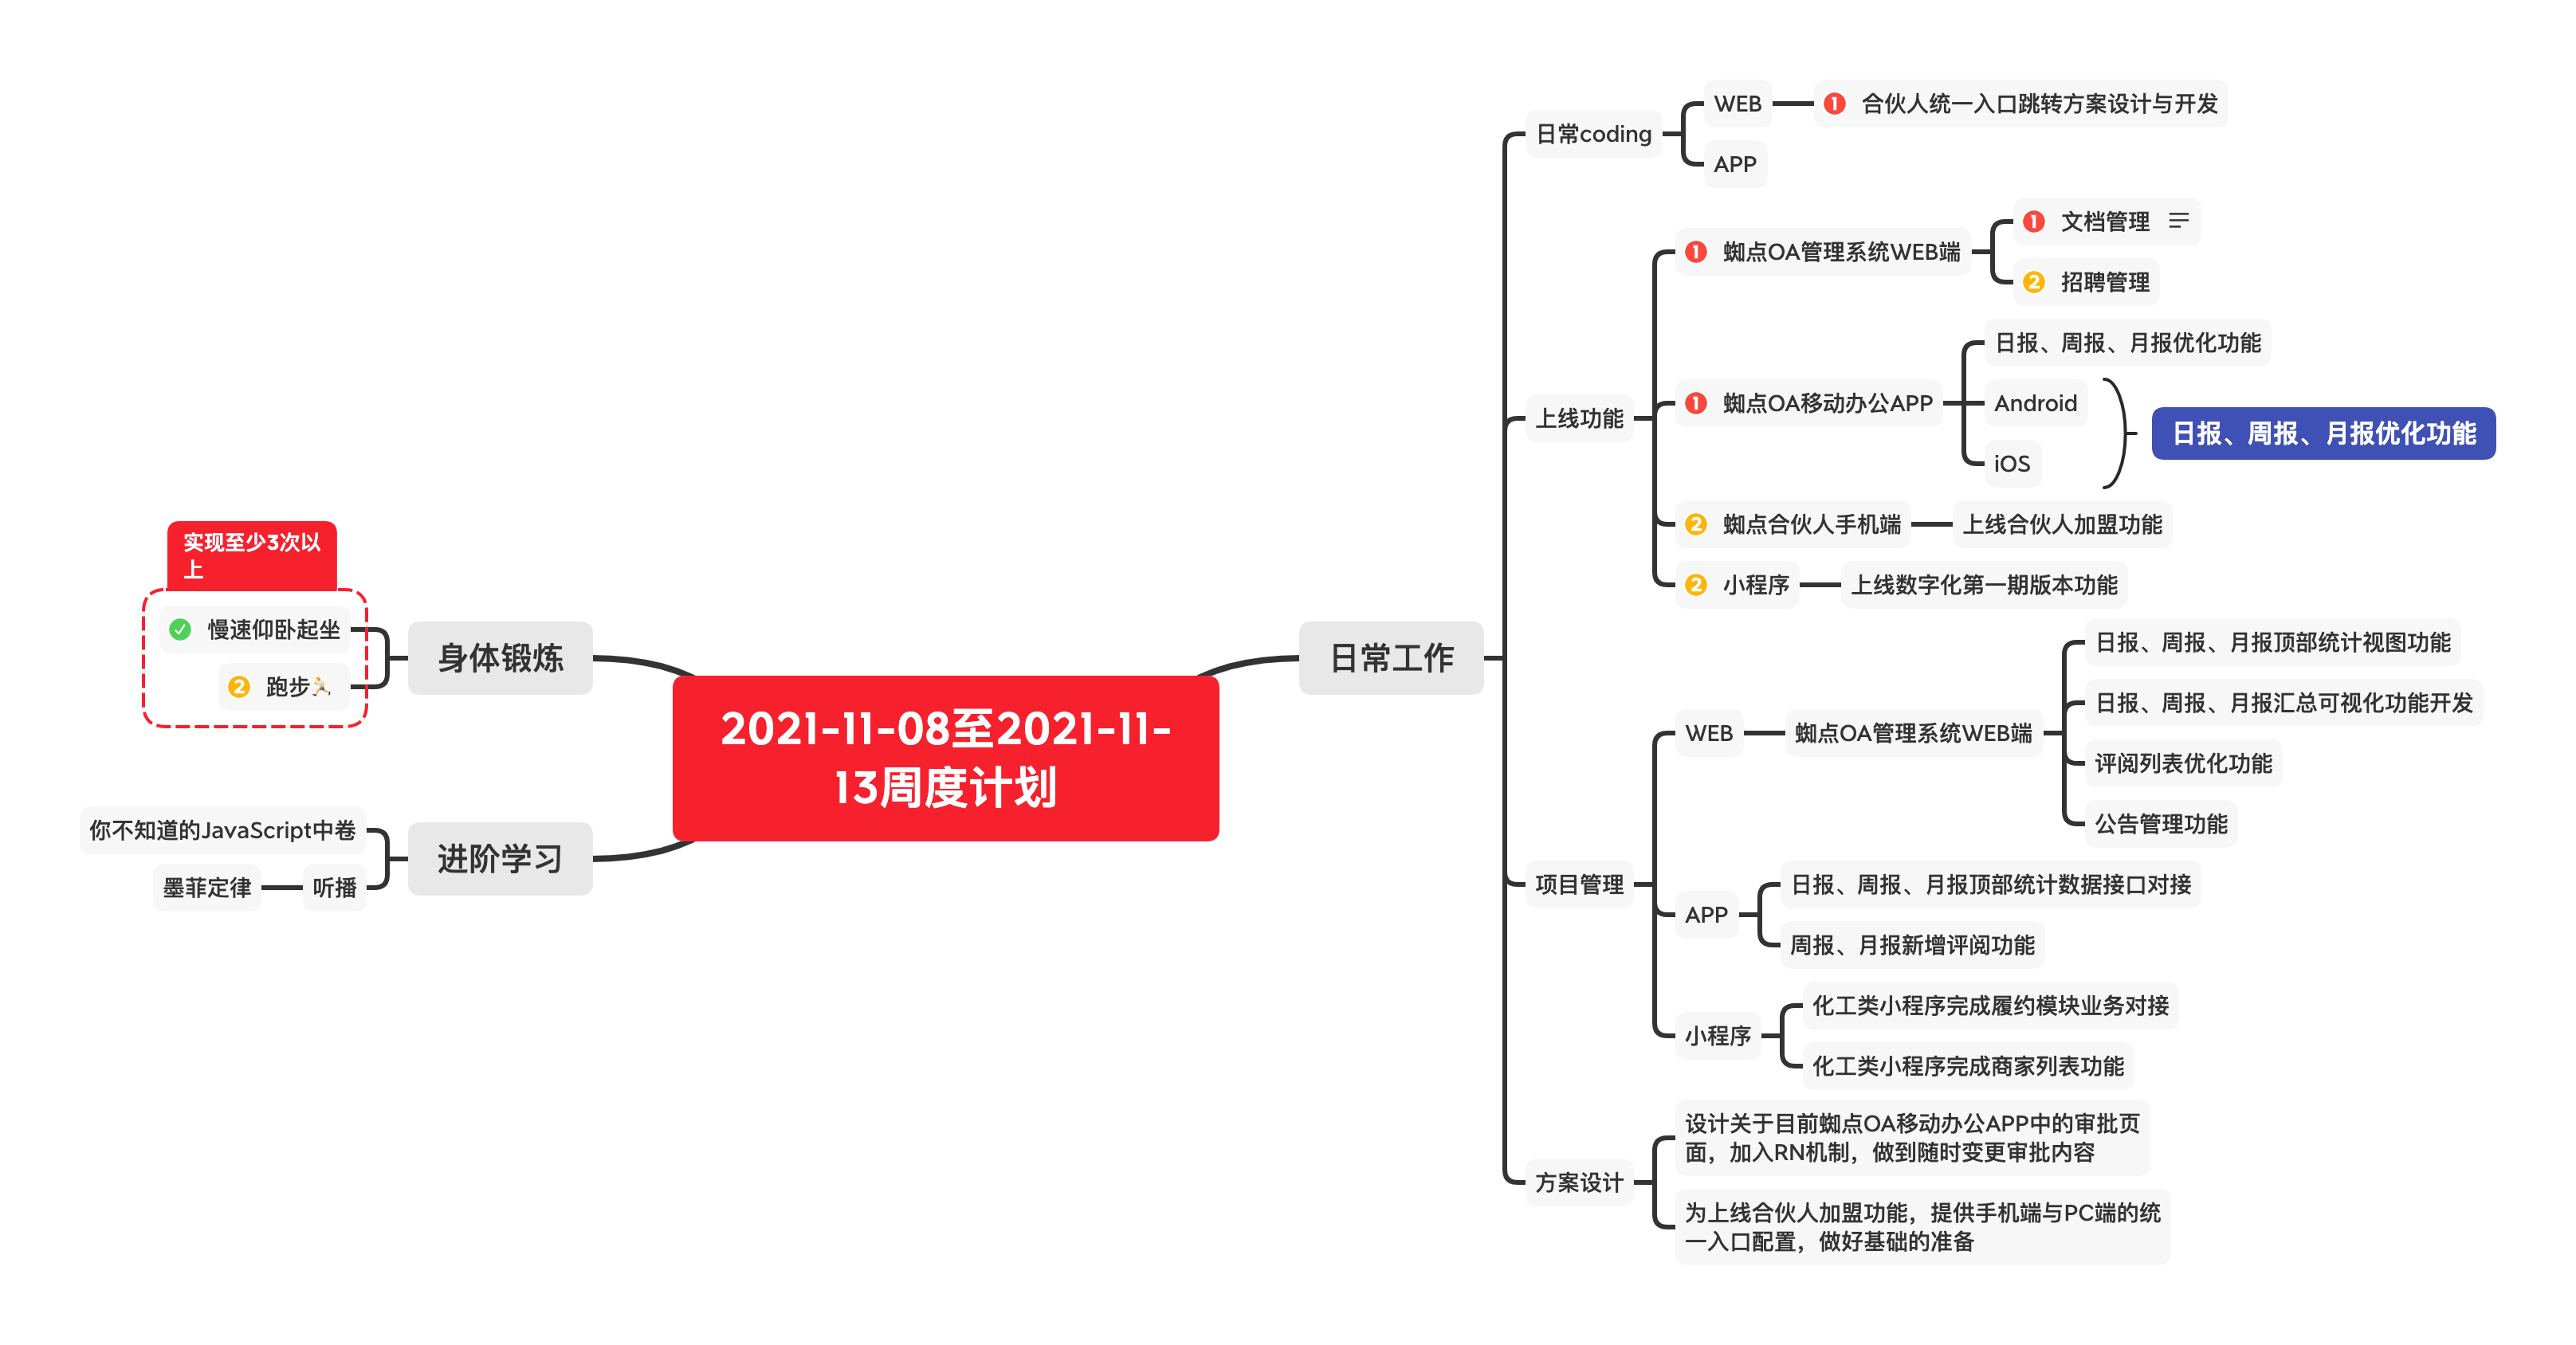 2021-11-08至2021-11-
13周度计划
日常工作
日常coding
WEB
1 合伙人统一入口跳转方案设计与开发
APP
上线功能
1 蜘点OA管理系统WEB端
1 文档管理
2 招聘管理
1 蜘点OA移动办公APP
日报、周报、月报优化功能
Android
iOS
日报、周报、月报优化功能
2 蜘点合伙人手机端
上线合伙人加盟功能
2 小程序
上线数字化第一期版本功能
项目管理
WEB
蜘点OA管理系统WEB端
日报、周报、月报顶部统计视图功能
日报、周报、月报汇总可视化功能开发
评阅列表优化功能
公告管理功能
APP
日报、周报、月报顶部统计数据接口对接
周报、月报新增评阅功能
小程序
化工类小程序完成履约模块业务对接
化工类小程序完成商家列表功能
方案设计
设计关于目前蜘点OA移动办公APP中的审批页
面，加入RN机制，做到随时变更审批内容
为上线合伙人加盟功能，提供手机端与PC端的统
一入口配置，做好基础的准备
身体锻炼
实现至少3次以
上
慢速仰卧起坐
2 跑步🏃
进阶学习
你不知道的JavaScript中卷
听播
墨菲定律